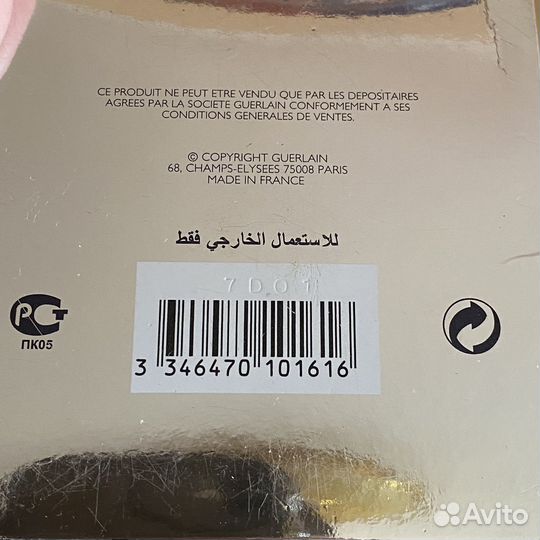 CE PRODUIT NE PEUT ETRE VENDU QUE PAR LES DEPOSITAIRES
AGREES PAR LA SOCIETE GUERLAIN CONFORMEMENT A SES
CONDITIONS GENERALES DE VENTES.
© COPYRIGHT GUERLAIN
68, CHAMPS-ELYSEES 75008 PARIS
MADE IN FRANCE
للاستعمال الخارجي فقط
7D01
РСТ
ПК05
3 346470 101616
Avito